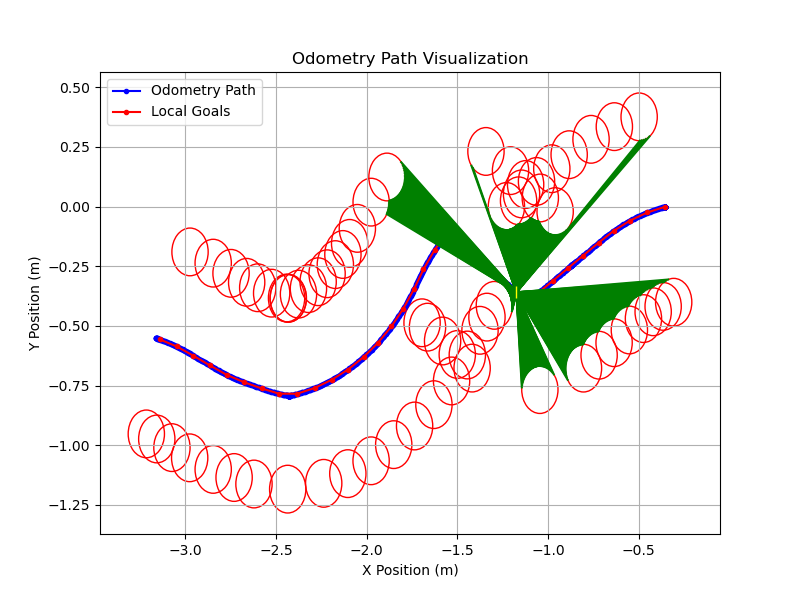 Odometry Path Visualization
Odometry Path
Local Goals
0.50
0.25
0.00
−0.25
−0.50
−0.75
−1.00
−1.25
Y Position (m)
−3.0 −2.5 −2.0 −1.5 −1.0 −0.5
X Position (m)